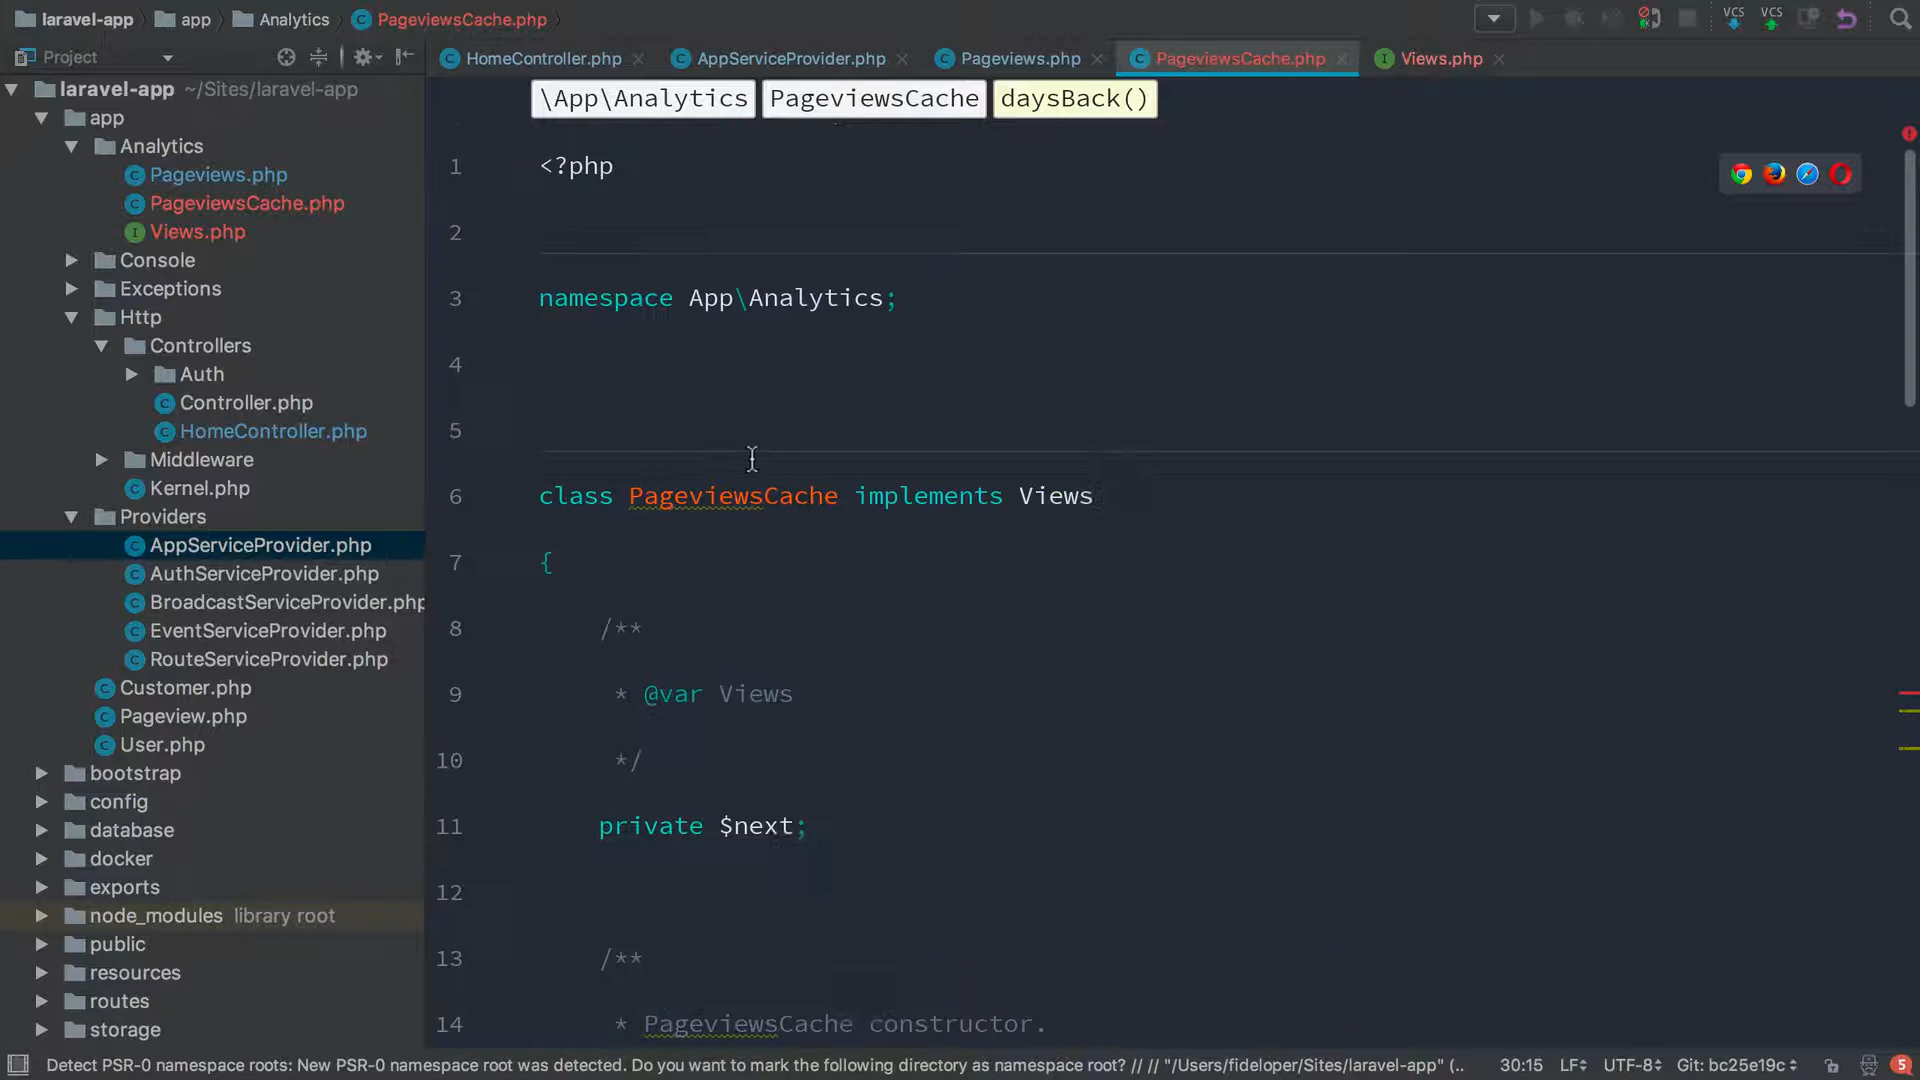 laravel-app app Analytics PageviewsCache.php
VCS VCS
Project
HomeController.php AppServiceProvider.php Pageviews.php PageviewsCache.php Views.php
laravel-app ~/Sites/laravel-app
app
Analytics
Pageviews.php
PageviewsCache.php
Views.php
Console
Exceptions
Http
Controllers
Auth
Controller.php
HomeController.php
Middleware
Kernel.php
Providers
AppServiceProvider.php
AuthServiceProvider.php
BroadcastServiceProvider.php
EventServiceProvider.php
RouteServiceProvider.php
Customer.php
Pageview.php
User.php
bootstrap
config
database
docker
exports
node_modules library root
public
resources
routes
storage
\App\Analytics PageviewsCache daysBack()
1 <?php
2
3 namespace App\Analytics;
4
5
6 class PageviewsCache implements Views
7 {
8 /**
9 * @var Views
10 */
11 private $next;
12
13 /**
14 * PageviewsCache constructor.
Detect PSR-0 namespace roots: New PSR-0 namespace root was detected. Do you want to mark the following directory as namespace root? // // "/Users/fideloper/Sites/laravel-app" (.. 30:15 LF UTF-8 Git: bc25e19c 5